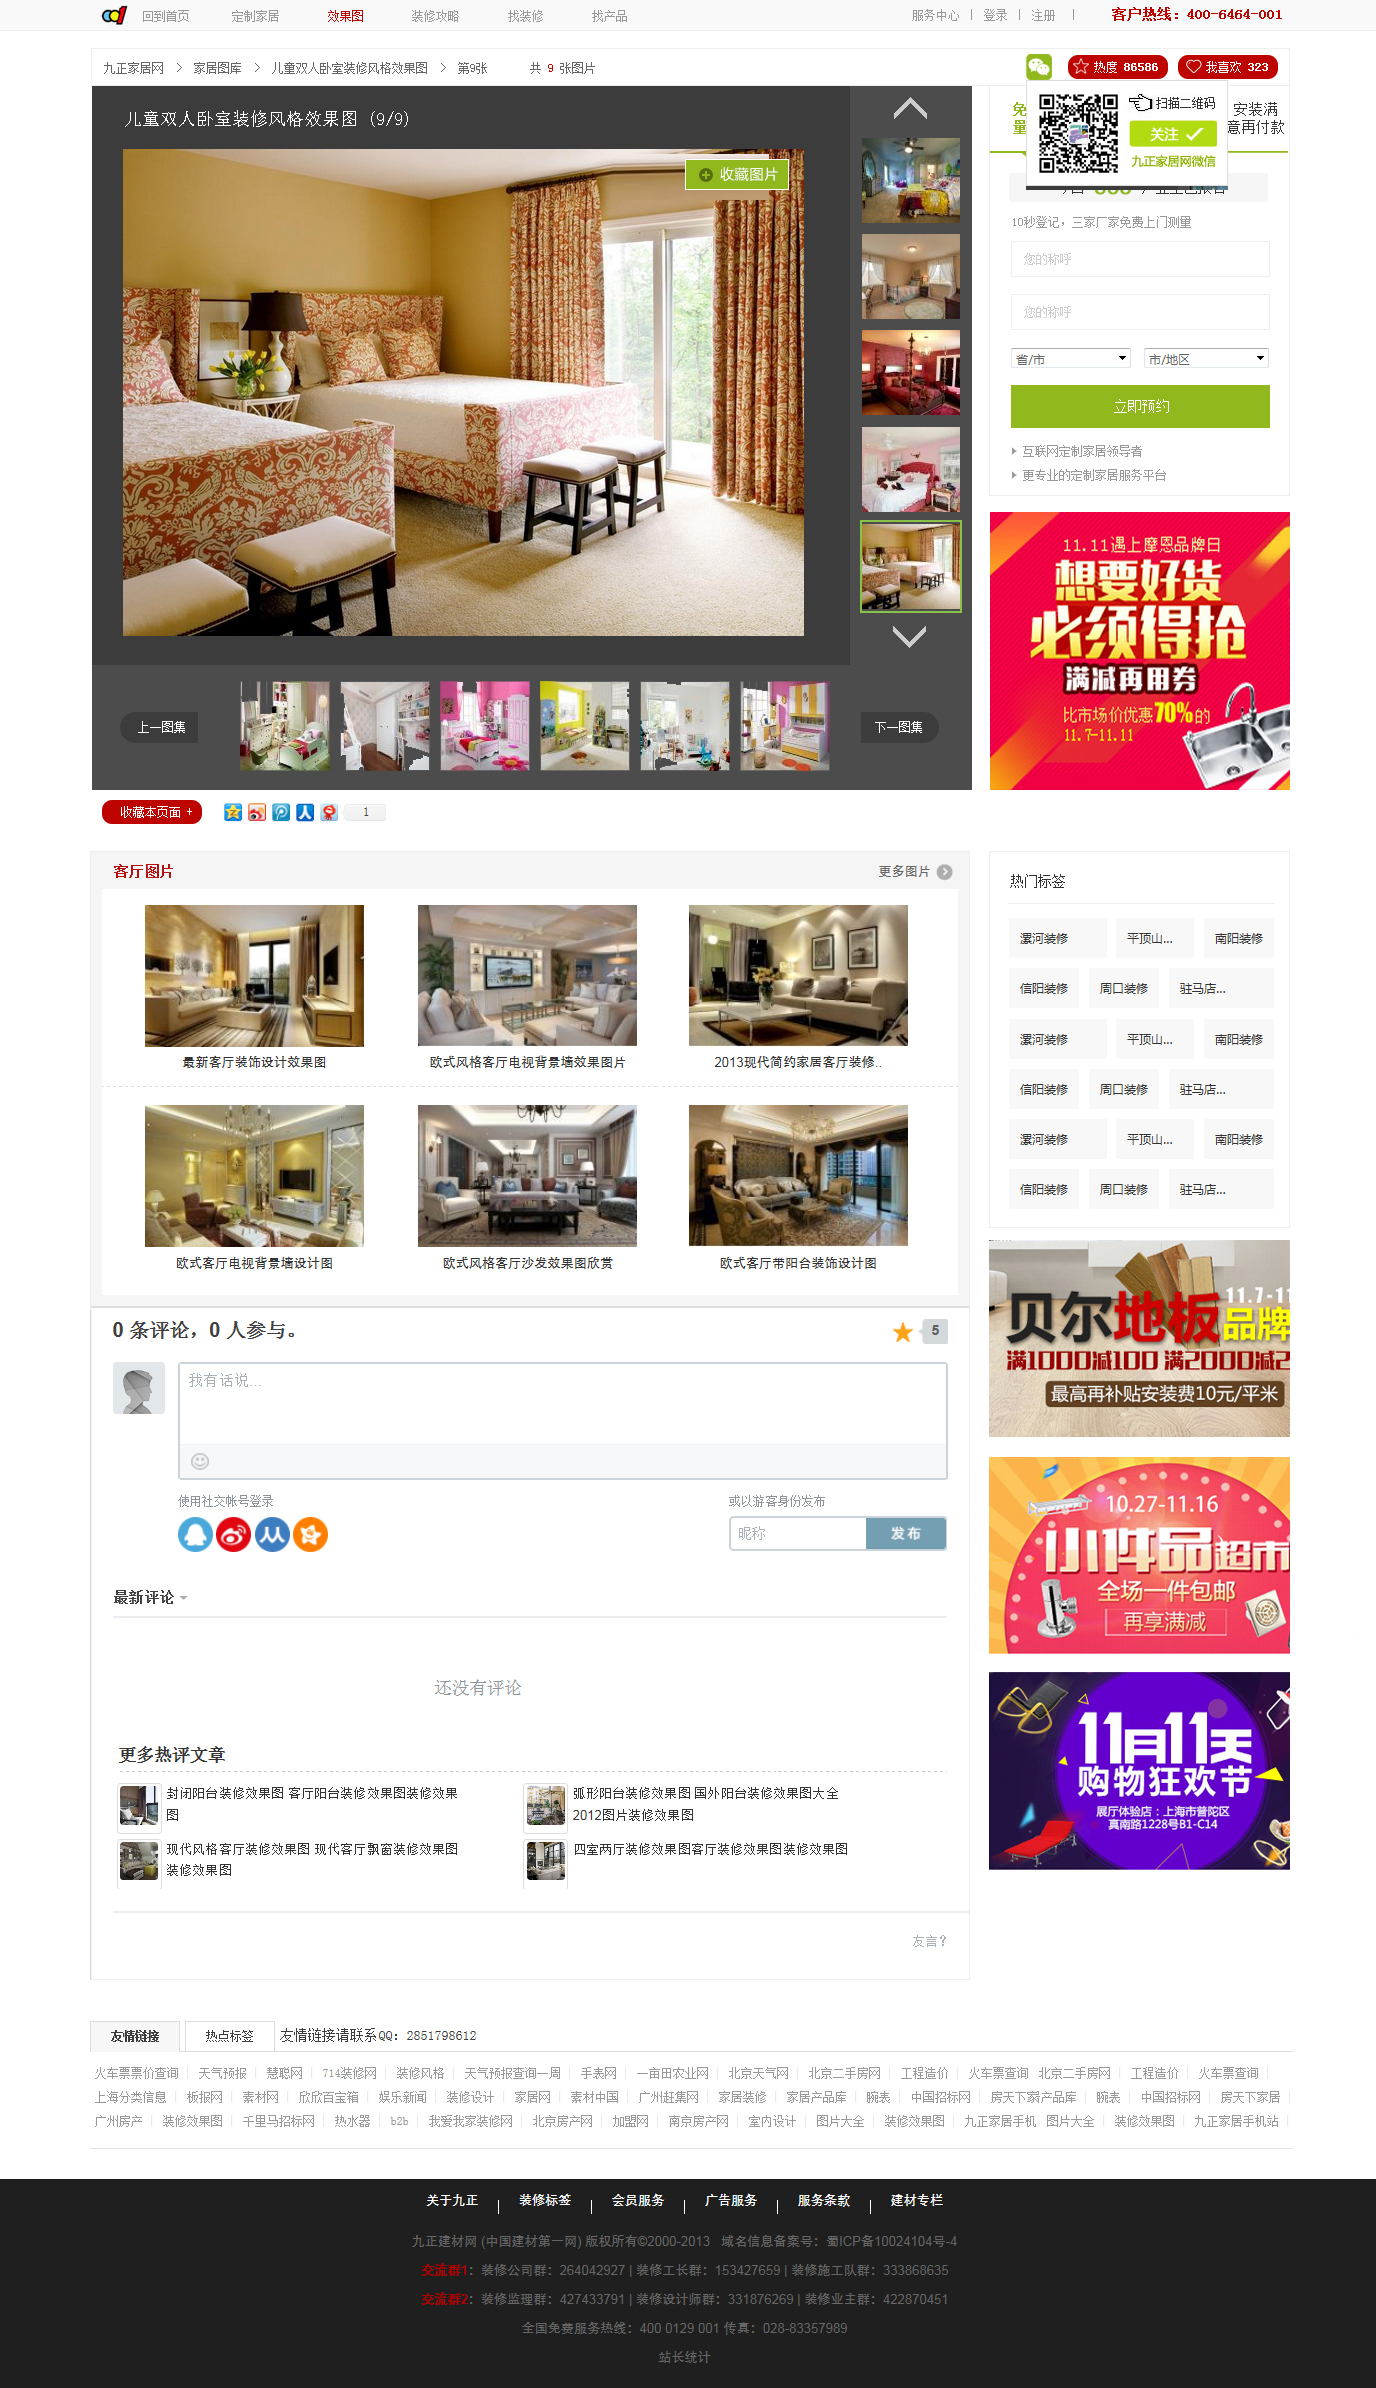 回到首页 定制家居 效果图 装修攻略 找装修 找产品 服务中心 登录 注册 客户热线：400-6464-001
九正家居网 > 家居图库 > 儿童双人卧室装修风格效果图 > 第9张 共 9 张图片 热度 86586 我喜欢 323
儿童双人卧室装修风格效果图 (9/9)
收藏图片
扫描二维码
关注
九正家居网微信
免
量
安装满
意再付款
10秒登记，三家厂家免费上门测量
您的称呼
您的称呼
省/市 市/地区
立即预约
互联网定制家居领导者
更专业的定制家居服务平台
11.11遇上摩恩品牌日
想要好货
必须得抢
满减再用券
比市场价优惠70%的
11.7-11.11
上一图集 下一图集
收藏本页面 + 1
客厅图片 更多图片
最新客厅装饰设计效果图 欧式风格客厅电视背景墙效果图片 2013现代简约家居客厅装修..
欧式客厅电视背景墙设计图 欧式风格客厅沙发效果图欣赏 欧式客厅带阳台装饰设计图
热门标签
漯河装修 平顶山... 南阳装修
信阳装修 周口装修 驻马店...
漯河装修 平顶山... 南阳装修
信阳装修 周口装修 驻马店...
漯河装修 平顶山... 南阳装修
信阳装修 周口装修 驻马店...
11.7-11
贝尔地板品牌
满1000减100 满2000减2
最高再补贴安装费10元/平米
10.27-11.16
小件品超市
全场一件包邮
再享满减
11月11天
购物狂欢节
展厅体验店：上海市普陀区
真南路1228号B1-C14
0 条评论，0 人参与。 5
我有话说...
使用社交帐号登录 或以游客身份发布
昵称 发布
最新评论
还没有评论
更多热评文章
封闭阳台装修效果图 客厅阳台装修效果图装修效果
图
弧形阳台装修效果图 国外阳台装修效果图大全
2012图片装修效果图
现代风格客厅装修效果图 现代客厅飘窗装修效果图
装修效果图
四室两厅装修效果图客厅装修效果图装修效果图
友言?
友情链接 热点标签 友情链接请联系QQ：2851798612
火车票票价查询 天气预报 慧聪网 714装修网 装修风格 天气预报查询一周 手表网 一亩田农业网 北京天气网 北京二手房网 工程造价 火车票查询 北京二手房网 工程造价 火车票查询
上海分类信息 板报网 素材网 欣欣百宝箱 娱乐新闻 装修设计 家居网 素材中国 广州赶集网 家居装修 家居产品库 腕表 中国招标网 房天下家居产品库 腕表 中国招标网 房天下家居
广州房产 装修效果图 千里马招标网 热水器 b2b 我爱我家装修网 北京房产网 加盟网 南京房产网 室内设计 图片大全 装修效果图 九正家居手机 图片大全 装修效果图 九正家居手机站
关于九正 | 装修标签 | 会员服务 | 广告服务 | 服务条款 | 建材专栏
九正建材网 (中国建材第一网) 版权所有©2000-2013 域名信息备案号：蜀ICP备10024104号-4
交流群1：装修公司群：264042927 | 装修工长群：153427659 | 装修施工队群：333868635
交流群2：装修监理群：427433791 | 装修设计师群：331876269 | 装修业主群：422870451
全国免费服务热线：400 0129 001 传真：028-83357989
站长统计